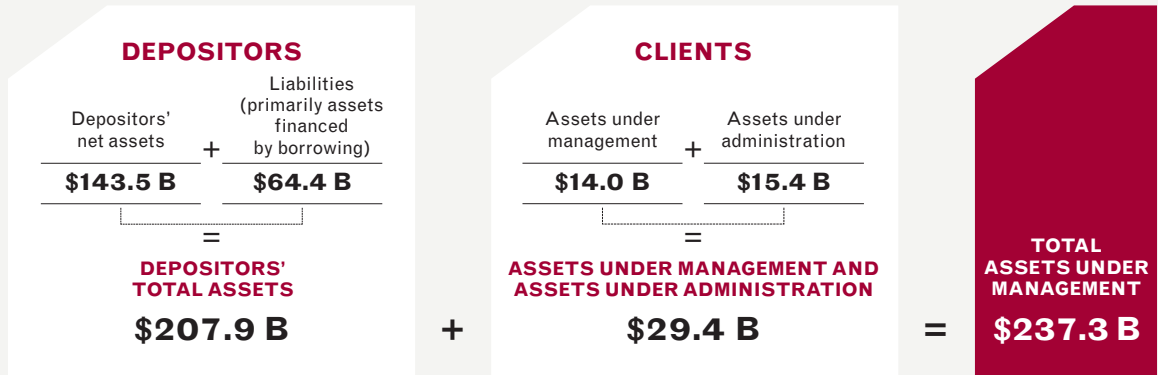 DEPOSITORS
Depositors'
net assets
+
Liabilities
(primarily assets
financed
by borrowing)
$143.5 B
$64.4 B
=
DEPOSITORS'
TOTAL ASSETS
$207.9 B
+
CLIENTS
Assets under
management
+
Assets under
administration
$14.0 B
$15.4 B
=
ASSETS UNDER MANAGEMENT AND
ASSETS UNDER ADMINISTRATION
$29.4 B
=
TOTAL
ASSETS UNDER
MANAGEMENT
$237.3 B